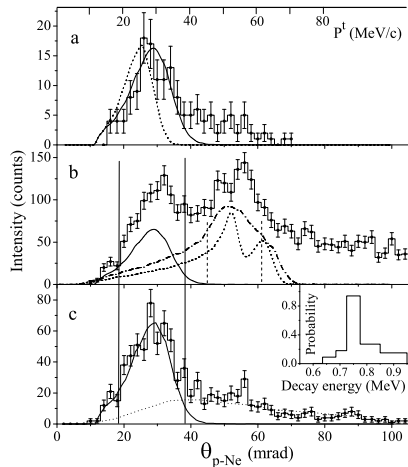 0 20 40 60 80
P^t (MeV/c)
a
20
15
10
5
0
b
150
100
50
0
Intensity (counts)
c
80
60
40
20
0
Probability
0.8
0.4
0.0
0.6 0.7 0.8 0.9
Decay energy (MeV)
0 20 40 60 80 100
θp-Ne (mrad)